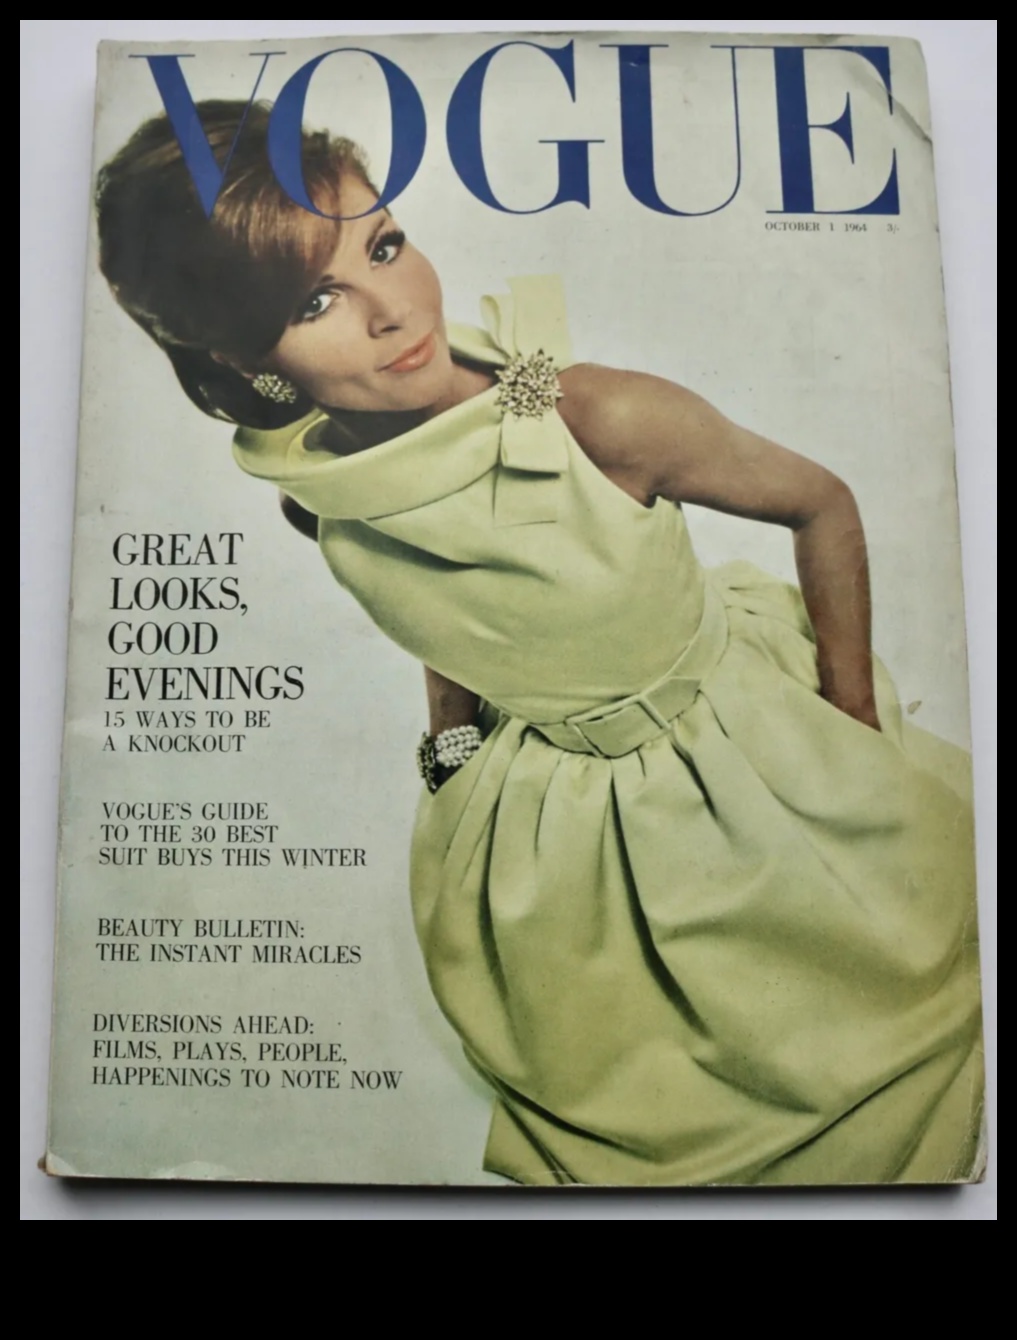 VOGUE
OCTOBER 1 1964 3/-
GREAT
LOOKS,
GOOD
EVENINGS
15 WAYS TO BE
A KNOCKOUT
VOGUE'S GUIDE
TO THE 30 BEST
SUIT BUYS THIS WINTER
BEAUTY BULLETIN:
THE INSTANT MIRACLES
DIVERSIONS AHEAD:
FILMS, PLAYS, PEOPLE,
HAPPENINGS TO NOTE NOW